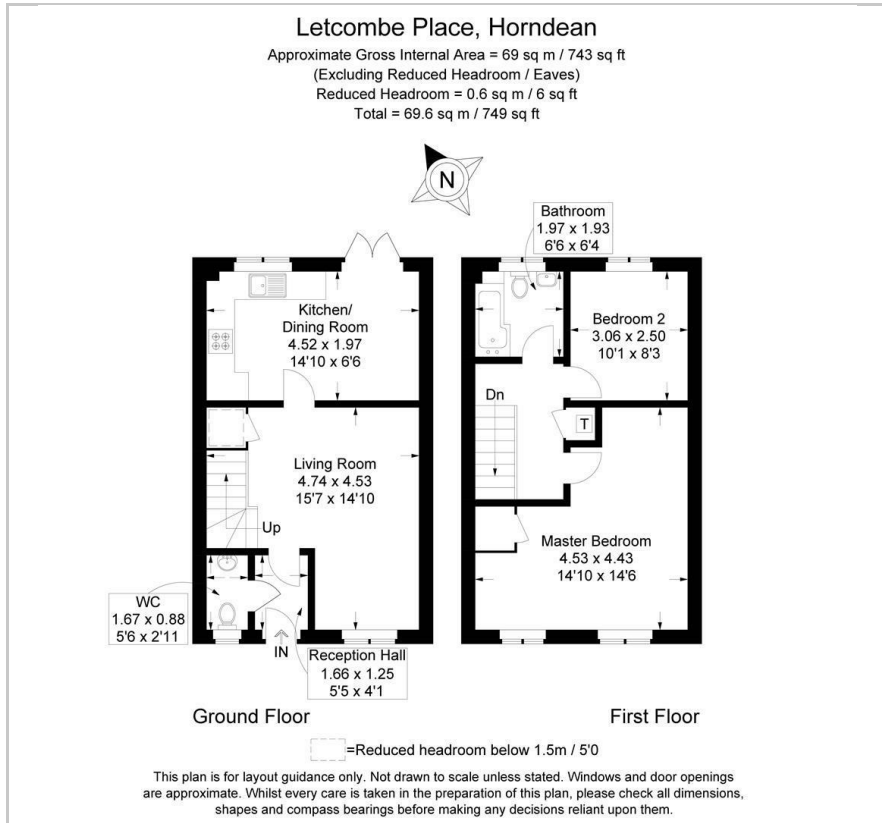 Letcombe Place, Horndean
Approximate Gross Internal Area = 69 sq m / 743 sq ft
(Excluding Reduced Headroom / Eaves)
Reduced Headroom = 0.6 sq m / 6 sq ft
Total = 69.6 sq m / 749 sq ft
N
Kitchen/
Dining Room
4.52 x 1.97
14'10 x 6'6
Living Room
4.74 x 4.53
15'7 x 14'10
Up
WC
1.67 x 0.88
5'6 x 2'11
IN
Reception Hall
1.66 x 1.25
5'5 x 4'1
Ground Floor
Bathroom
1.97 x 1.93
6'6 x 6'4
Bedroom 2
3.06 x 2.50
10'1 x 8'3
Dn
T
Master Bedroom
4.53 x 4.43
14'10 x 14'6
First Floor
=Reduced headroom below 1.5m / 5'0
This plan is for layout guidance only. Not drawn to scale unless stated. Windows and door openings
are approximate. Whilst every care is taken in the preparation of this plan, please check all dimensions,
shapes and compass bearings before making any decisions reliant upon them.